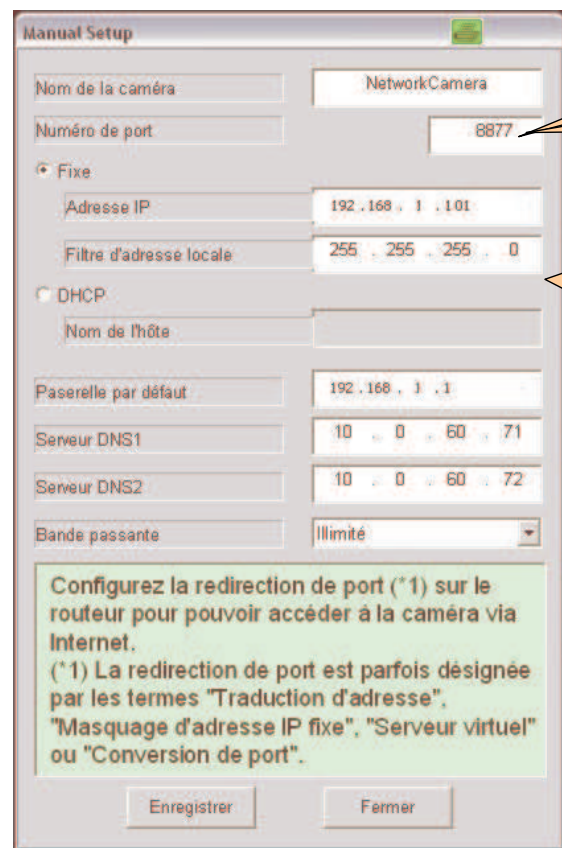 Manual Setup
Nom de la caméra NetworkCamera
Numéro de port 8877
Fixe
Adresse IP 192 . 168 . 1 . 101
Filtre d'adresse locale 255 . 255 . 255 . 0
DHCP
Nom de l'hôte
Paserelle par défaut 192 . 168 . 1 . 1
Serveur DNS1 10 . 0 . 60 . 71
Serveur DNS2 10 . 0 . 60 . 72
Bande passante Illimité
Configurez la redirection de port (*1) sur le
routeur pour pouvoir accéder à la caméra via
Internet.
(*1) La redirection de port est parfois désignée
par les termes "Traduction d'adresse",
"Masquage d'adresse IP fixe", "Serveur virtuel"
ou "Conversion de port".
Enregistrer Fermer